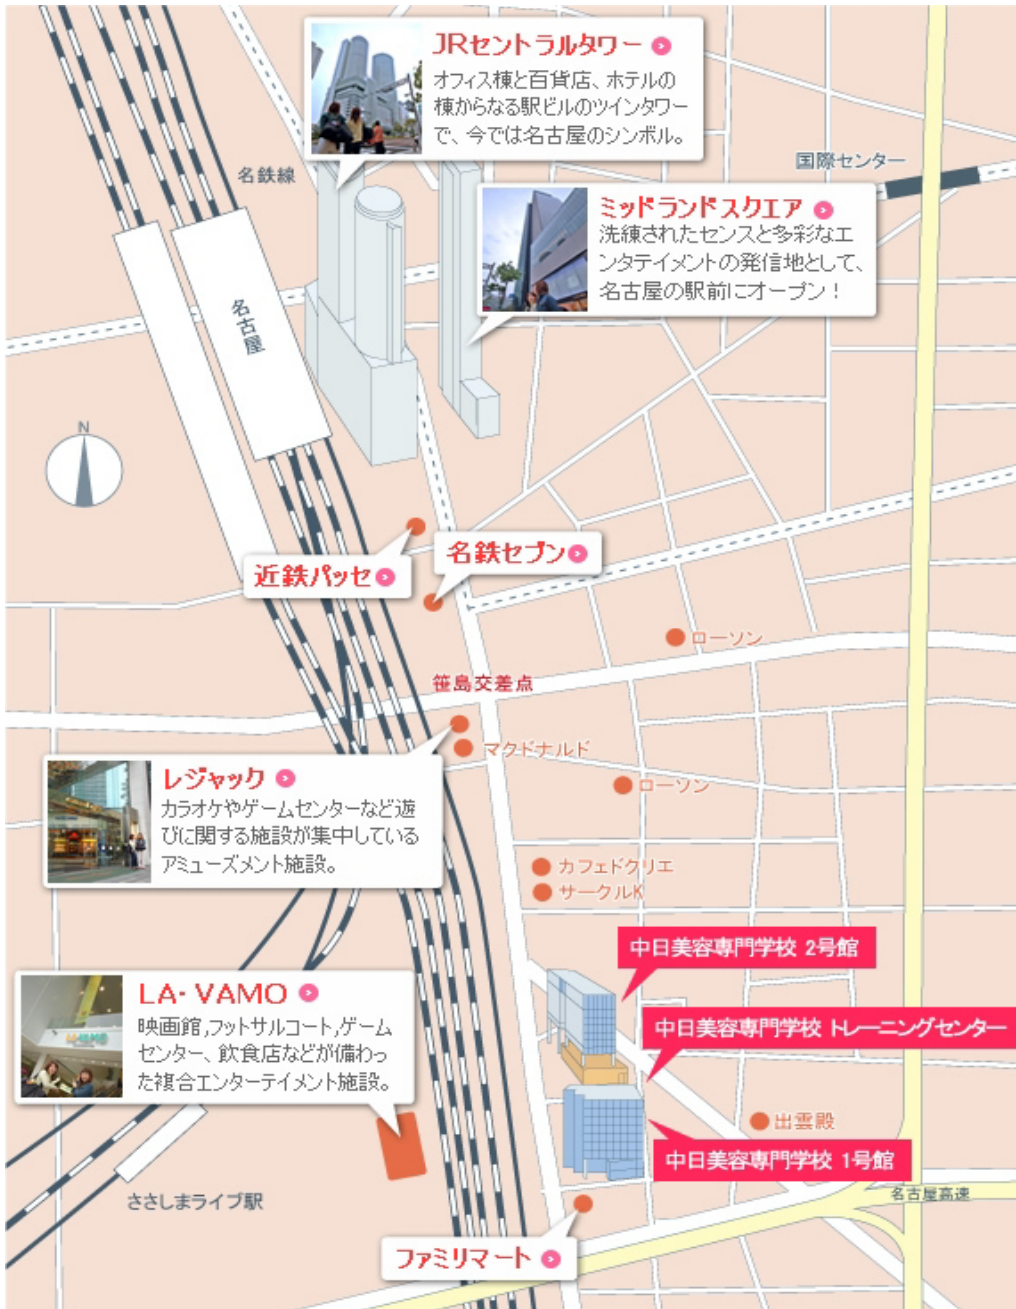 JRセントラルタワー
オフィス棟と百貨店、ホテルの
棟からなる駅ビルのツインタワー
で、今では名古屋のシンボル。
国際センター
名鉄線
ミッドランドスクエア
洗練されたセンスと多彩なエ
ンタテイメントの発信地として、
名古屋の駅前にオープン！
名古屋
N
名鉄セブン
近鉄パッセ
ローソン
笹島交差点
マクドナルド
レジャック
カラオケやゲームセンターなど遊
びに関する施設が集中している
アミューズメント施設。
ローソン
カフェドクリエ
サークルK
中日美容専門学校 2号館
LA・VAMO
映画館,フットサルコート,ゲーム
センター、飲食店などが備わっ
た複合エンターテイメント施設。
中日美容専門学校 トレーニングセンター
出雲殿
中日美容専門学校 1号館
ささしまライブ駅
名古屋高速
ファミリマート